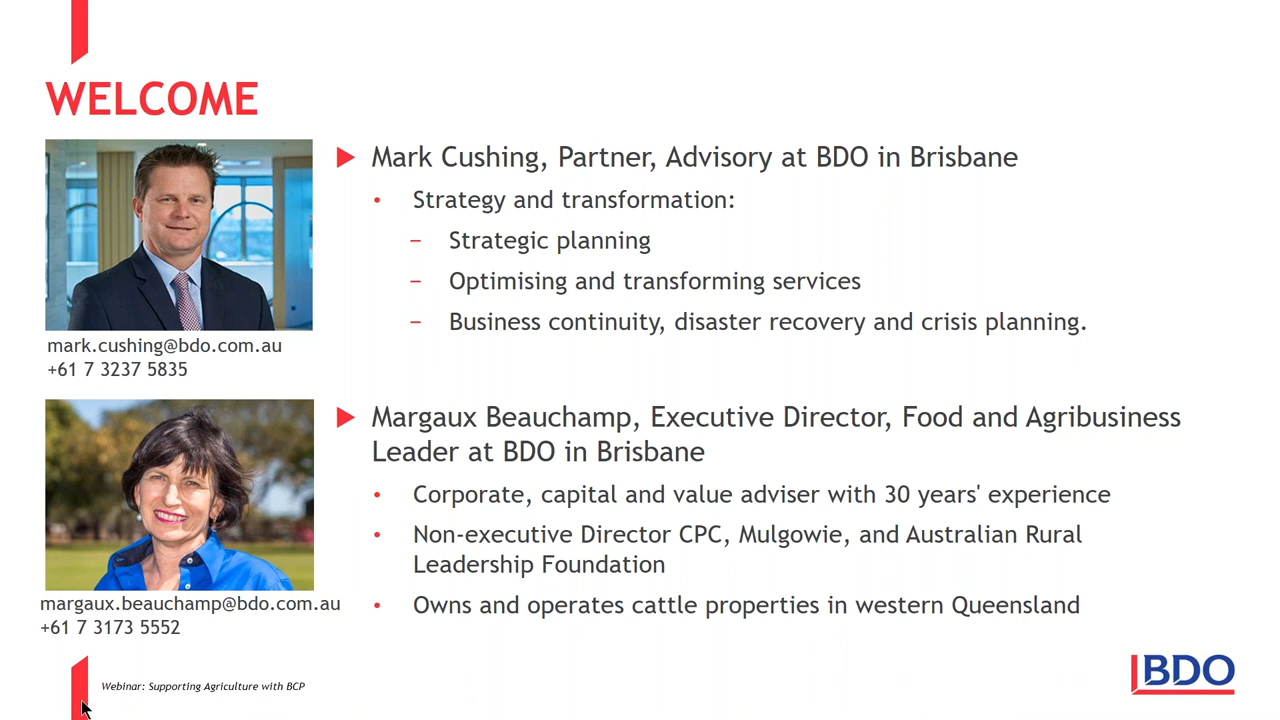 WELCOME
Mark Cushing, Partner, Advisory at BDO in Brisbane
• Strategy and transformation:
– Strategic planning
– Optimising and transforming services
– Business continuity, disaster recovery and crisis planning.
mark.cushing@bdo.com.au
+61 7 3237 5835
Margaux Beauchamp, Executive Director, Food and Agribusiness
Leader at BDO in Brisbane
• Corporate, capital and value adviser with 30 years' experience
• Non-executive Director CPC, Mulgowie, and Australian Rural
Leadership Foundation
• Owns and operates cattle properties in western Queensland
margaux.beauchamp@bdo.com.au
+61 7 3173 5552
Webinar: Supporting Agriculture with BCP
BDO